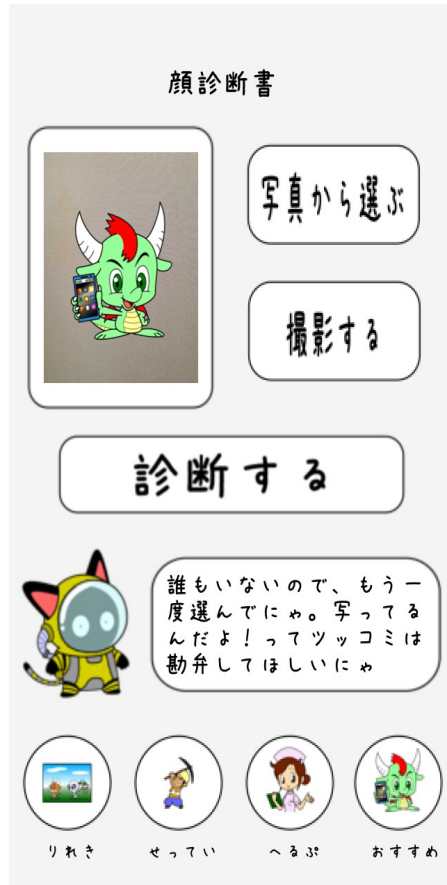 顔診断書
写真から選ぶ
撮影する
診断する
誰もいないので、もう一
度選んでにゃ。写ってる
んだよ!ってツッコミは
勘弁してほしいにゃ
りれき
せってい
へるぷ
おすすめ